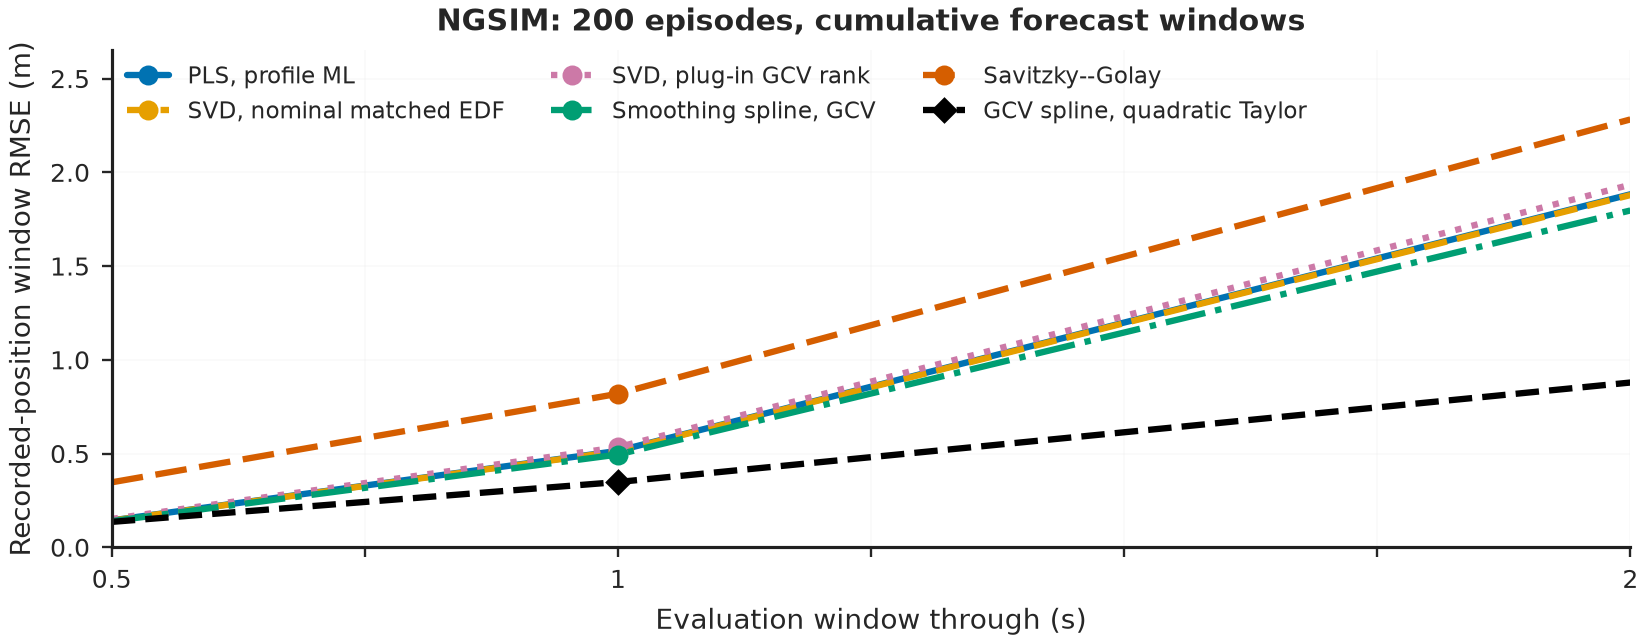 NGSIM: 200 episodes, cumulative forecast windows
Recorded-position window RMSE (m)
2.5
2.0
1.5
1.0
0.5
0.0
PLS, profile ML
SVD, nominal matched EDF
SVD, plug-in GCV rank
Smoothing spline, GCV
Savitzky--Golay
GCV spline, quadratic Taylor
0.5
1
2
Evaluation window through (s)